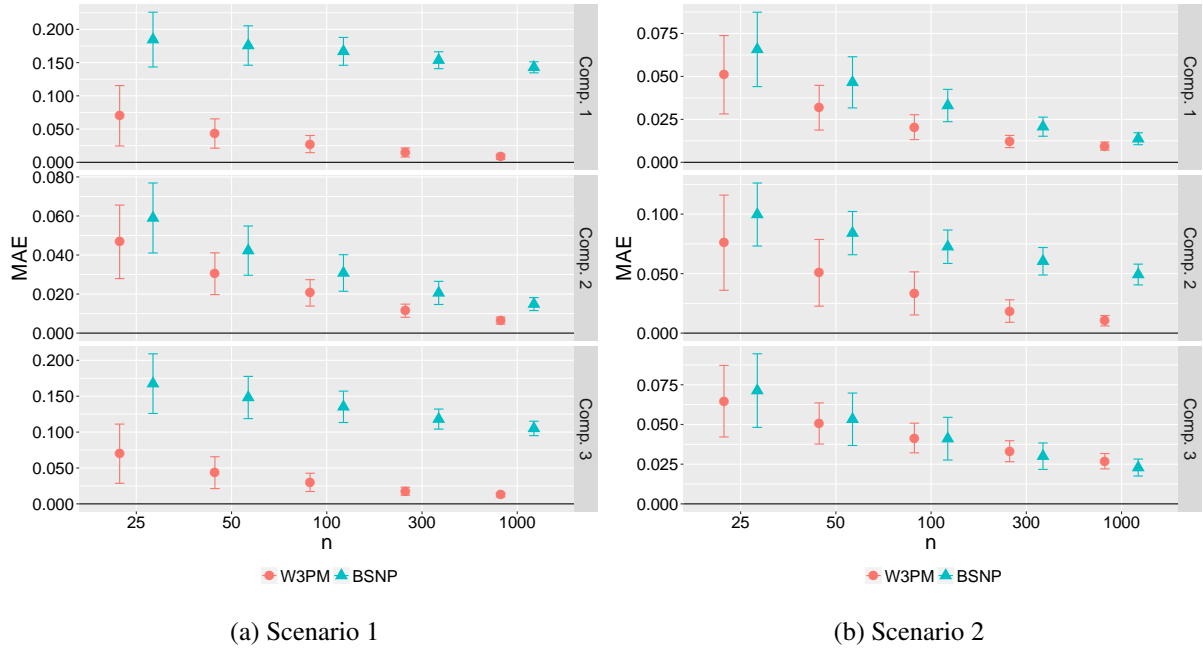 MAE
0.200
0.150
0.100
0.050
0.000
Comp. 1
0.080
0.060
0.040
0.020
0.000
Comp. 2
0.200
0.150
0.100
0.050
0.000
Comp. 3
25 50 100 300 1000
n
W3PM BSNP
(a) Scenario 1
MAE
0.075
0.050
0.025
0.000
Comp. 1
0.100
0.050
0.000
Comp. 2
0.075
0.050
0.025
0.000
Comp. 3
25 50 100 300 1000
n
W3PM BSNP
(b) Scenario 2